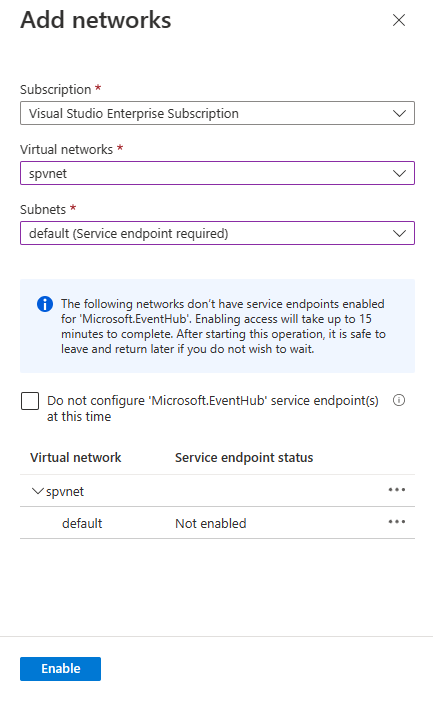 Add networks
Subscription *
Visual Studio Enterprise Subscription
Virtual networks *
spvnet
Subnets *
default (Service endpoint required)
The following networks don't have service endpoints enabled
for 'Microsoft.EventHub'. Enabling access will take up to 15
minutes to complete. After starting this operation, it is safe to
leave and return later if you do not wish to wait.
Do not configure 'Microsoft.EventHub' service endpoint(s)
at this time
Virtual network Service endpoint status
spvnet
default Not enabled
Enable